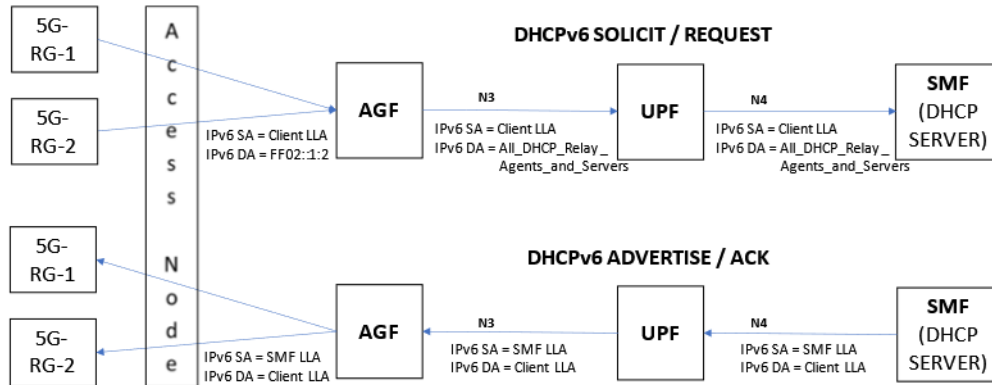 5G-
RG-1
5G-
RG-2
Access Node
DHCPv6 SOLICIT / REQUEST
AGF
N3
UPF
N4
SMF
(DHCP
SERVER)
IPv6 SA = Client LLA
IPv6 DA = FF02::1:2
IPv6 SA = Client LLA
IPv6 DA = All_DHCP_Relay_
Agents_and_Servers
IPv6 SA = Client LLA
IPv6 DA = All_DHCP_Relay_
Agents_and_Servers
5G-
RG-1
5G-
RG-2
DHCPv6 ADVERTISE / ACK
AGF
N3
UPF
N4
SMF
(DHCP
SERVER)
IPv6 SA = SMF LLA
IPv6 DA = Client LLA
IPv6 SA = SMF LLA
IPv6 DA = Client LLA
IPv6 SA = SMF LLA
IPv6 DA = Client LLA